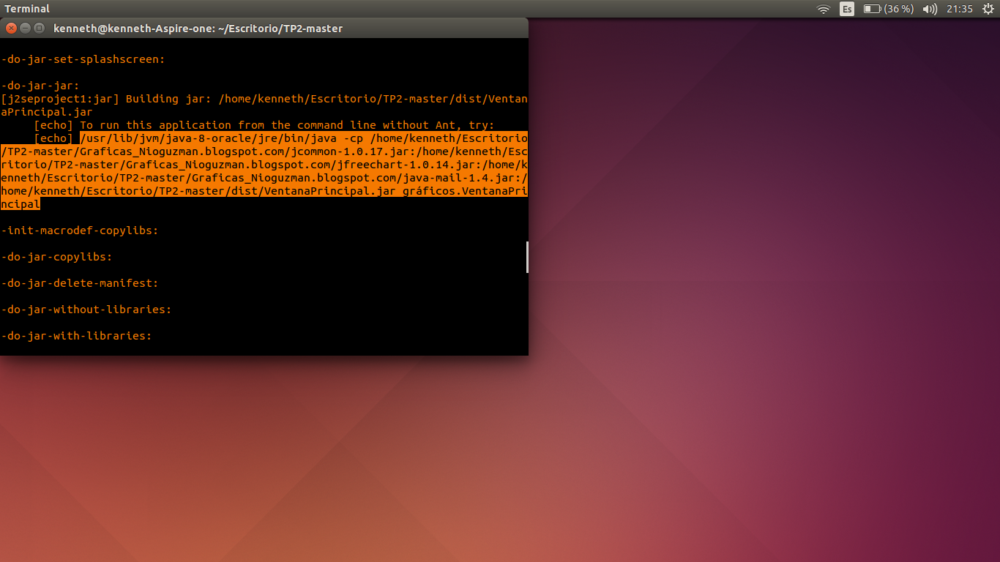 Terminal
Es
(36 %)
21:35
kenneth@kenneth-Aspire-one: ~/Escritorio/TP2-master
-do-jar-set-splashscreen:
-do-jar-jar:
[j2seproject1:jar] Building jar: /home/kenneth/Escritorio/TP2-master/dist/Ventan
aPrincipal.jar
[echo] To run this application from the command line without Ant, try:
[echo] /usr/lib/jvm/java-8-oracle/jre/bin/java -cp /home/kenneth/Escritorio
/TP2-master/Graficas_Nioguzman.blogspot.com/jcommon-1.0.17.jar:/home/kenneth/Esc
ritorio/TP2-master/Graficas_Nioguzman.blogspot.com/jfreechart-1.0.14.jar:/home/k
enneth/Escritorio/TP2-master/Graficas_Nioguzman.blogspot.com/java-mail-1.4.jar:/
home/kenneth/Escritorio/TP2-master/dist/VentanaPrincipal.jar gráficos.VentanaPri
ncipal
-init-macrodef-copylibs:
-do-jar-copylibs:
-do-jar-delete-manifest:
-do-jar-without-libraries:
-do-jar-with-libraries: